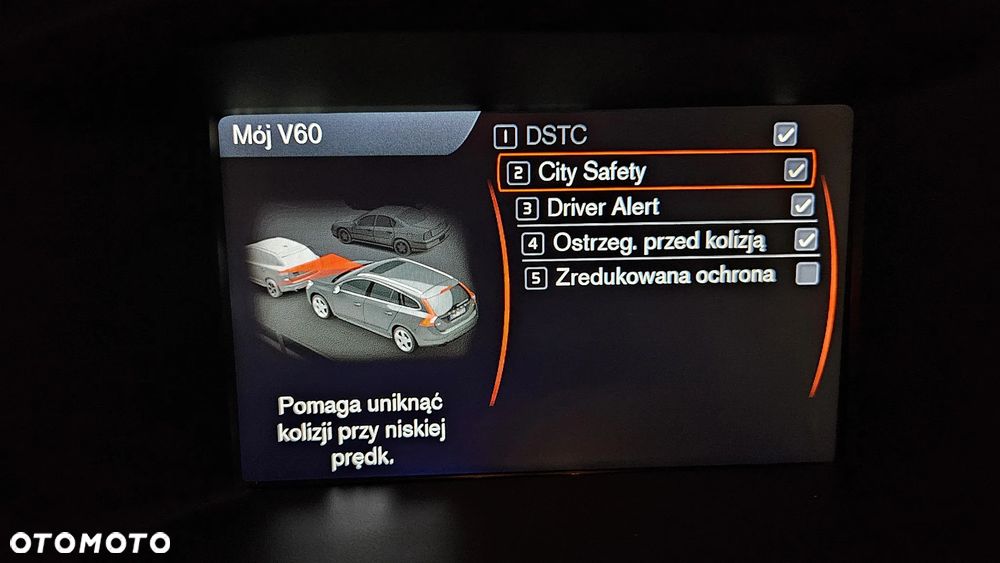 Mój V60
1 DSTC
2 City Safety
3 Driver Alert
4 Ostrzeg. przed kolizją
5 Zredukowana ochrona
Pomaga uniknąć
kolizji przy niskiej
prędk.
OTOMOTO